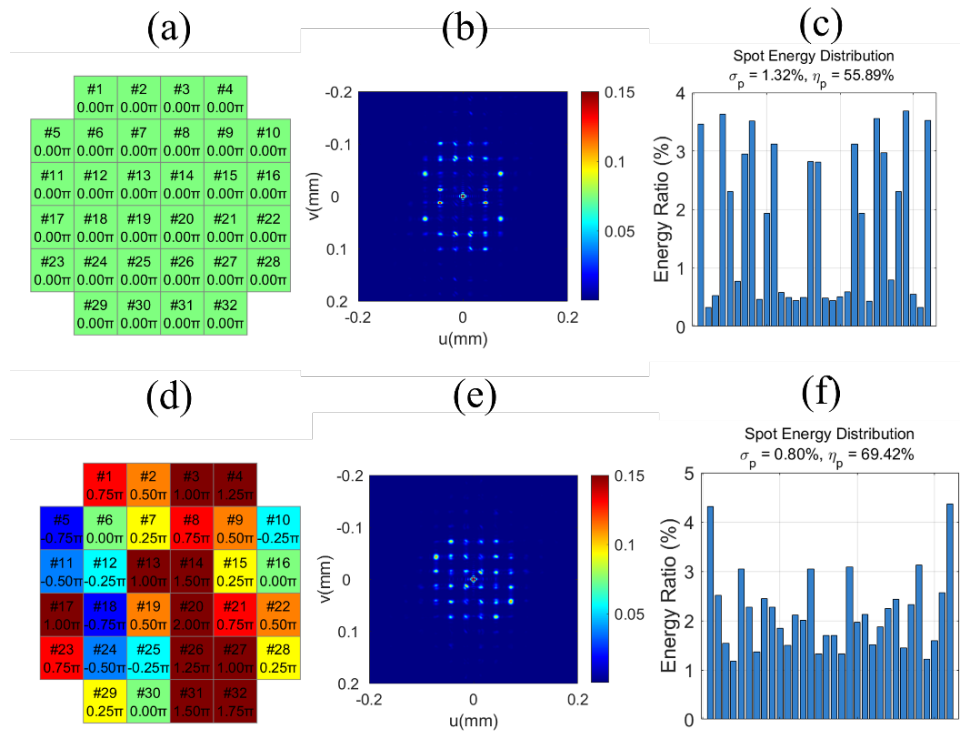 (a)
(b)
(c)
#1 #2 #3 #4
0.00π 0.00π 0.00π 0.00π
#5 #6 #7 #8 #9 #10
0.00π 0.00π 0.00π 0.00π 0.00π 0.00π
#11 #12 #13 #14 #15 #16
0.00π 0.00π 0.00π 0.00π 0.00π 0.00π
#17 #18 #19 #20 #21 #22
0.00π 0.00π 0.00π 0.00π 0.00π 0.00π
#23 #24 #25 #26 #27 #28
0.00π 0.00π 0.00π 0.00π 0.00π 0.00π
#29 #30 #31 #32
0.00π 0.00π 0.00π 0.00π
-0.2
-0.1
0
0.1
0.2
v(mm)
-0.2 0 0.2
u(mm)
0.15
0.1
0.05
Spot Energy Distribution
σp = 1.32%, ηp = 55.89%
4
3
2
1
0
Energy Ratio (%)
(d)
(e)
(f)
#1 #2 #3 #4
0.75π 0.50π 1.00π 1.25π
#5 #6 #7 #8 #9 #10
-0.75π 0.00π 0.25π 0.75π 0.50π -0.25π
#11 #12 #13 #14 #15 #16
-0.50π -0.25π 1.00π 1.50π 0.25π 0.00π
#17 #18 #19 #20 #21 #22
1.00π -0.75π 0.50π 2.00π 0.75π 0.50π
#23 #24 #25 #26 #27 #28
0.75π -0.50π -0.25π 1.25π 1.00π 0.25π
#29 #30 #31 #32
0.25π 0.00π 1.50π 1.75π
-0.2
-0.1
0
0.1
0.2
v(mm)
-0.2 0 0.2
u(mm)
0.15
0.1
0.05
Spot Energy Distribution
σp = 0.80%, ηp = 69.42%
5
4
3
2
1
0
Energy Ratio (%)